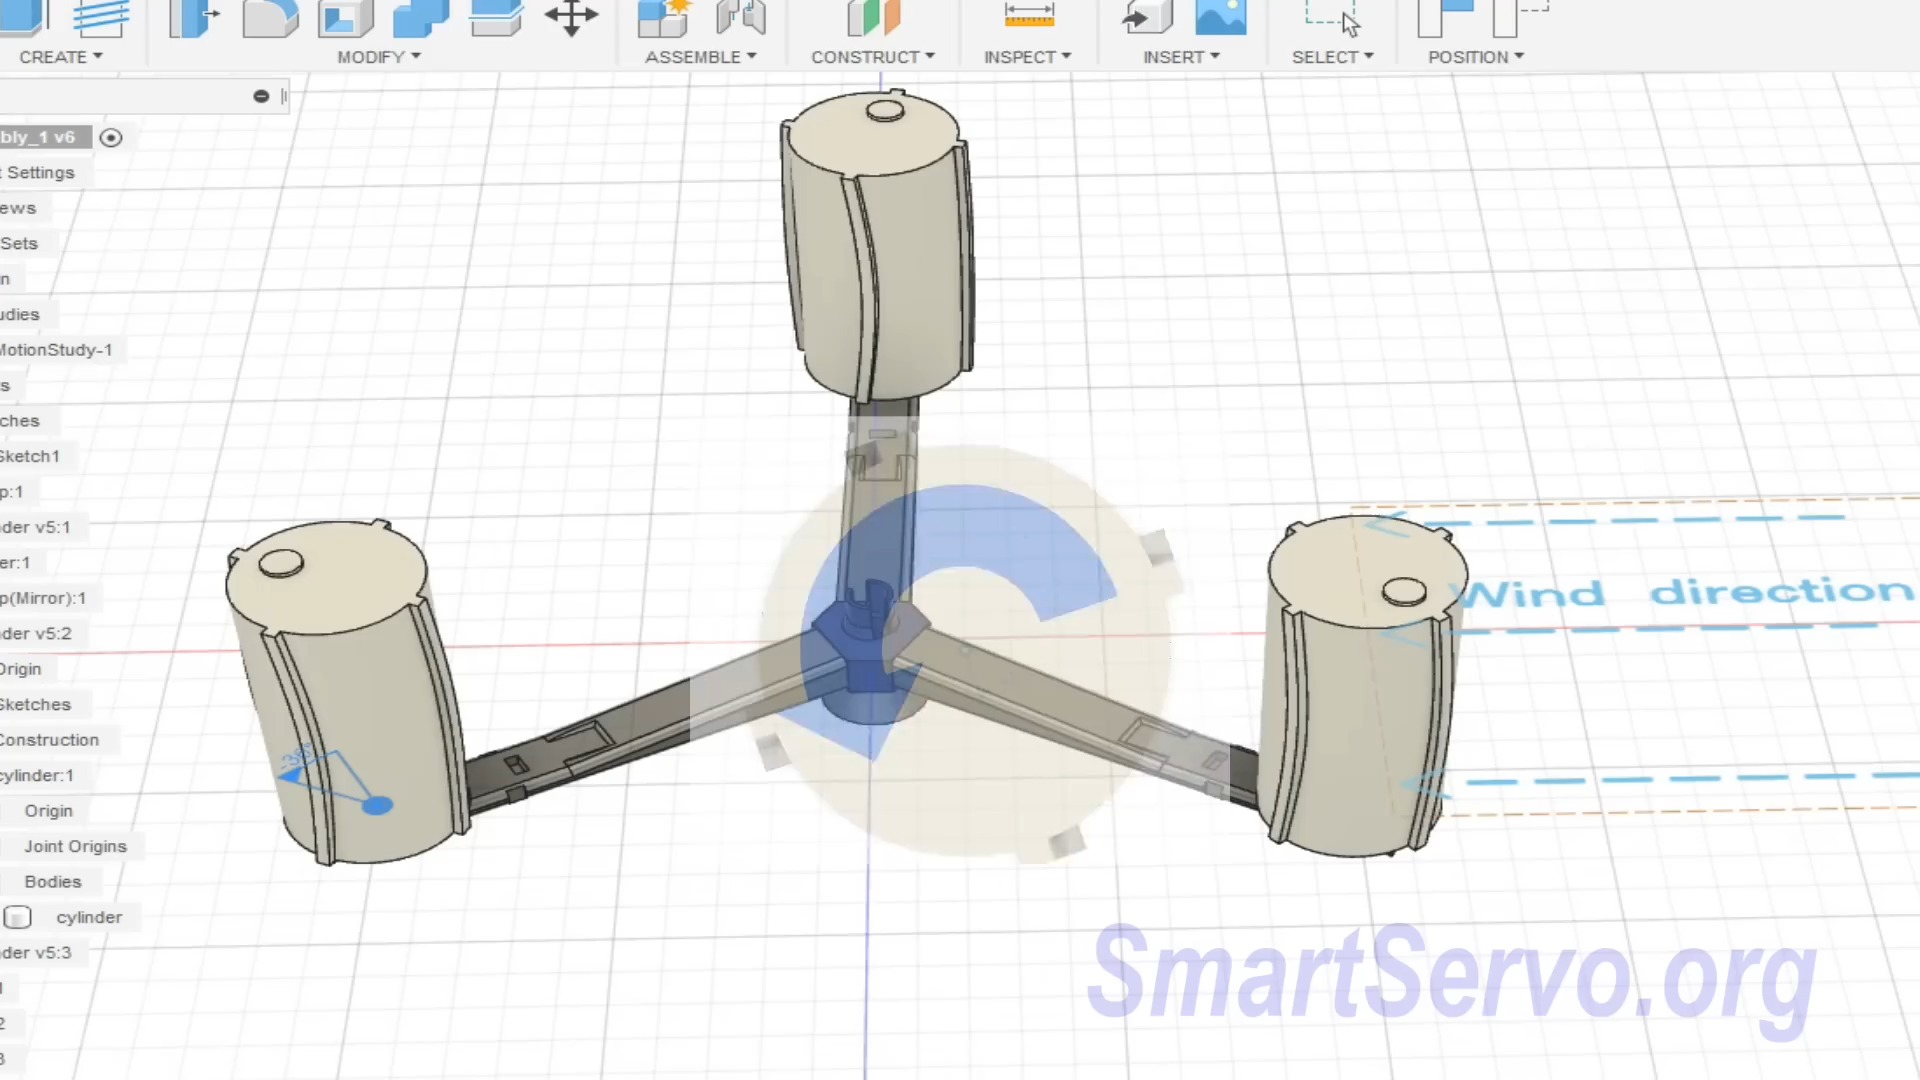 CREATE
MODIFY
ASSEMBLE
CONSTRUCT
INSPECT
INSERT
SELECT
POSITION
bly_1 v6
t Settings
ews
Sets
n
udies
MotionStudy-1
s
ches
Sketch1
p:1
der v5:1
er:1
p(Mirror):1
der v5:2
Origin
Sketches
Construction
cylinder:1
Origin
Joint Origins
Bodies
cylinder
der v5:3
2
3
Wind direction
SmartServo.org